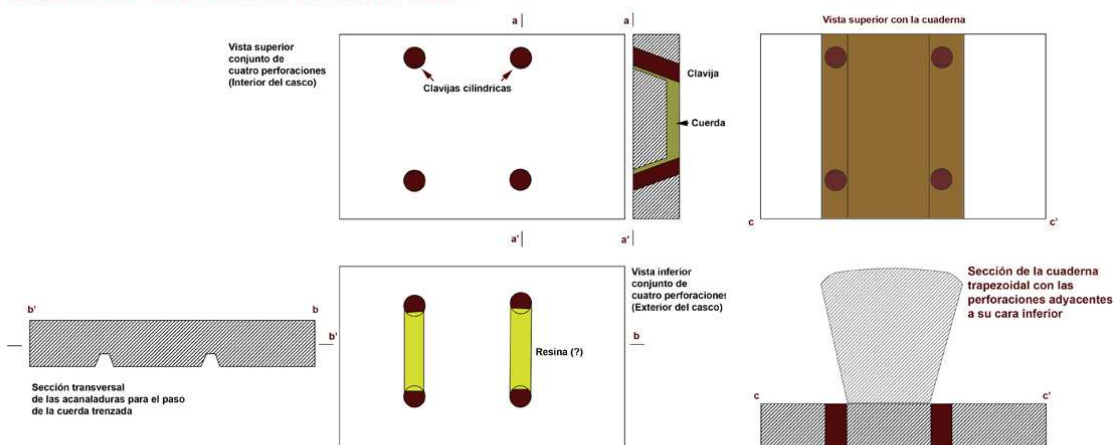 a
a
Vista superior con la cuaderna
Vista superior
conjunto de
cuatro perforaciones
(Interior del casco)
Clavijas cilíndricas
Clavija
Cuerda
c
c'
a'
a'
Vista inferior
conjunto de
cuatro perforaciones
(Exterior del casco)
Sección de la cuaderna
trapezoidal con las
perforaciones adyacentes
a su cara inferior
b'
b
b'
b
Resina (?)
Sección transversal
de las acanaladuras para el paso
de la cuerda trenzada
c
c'